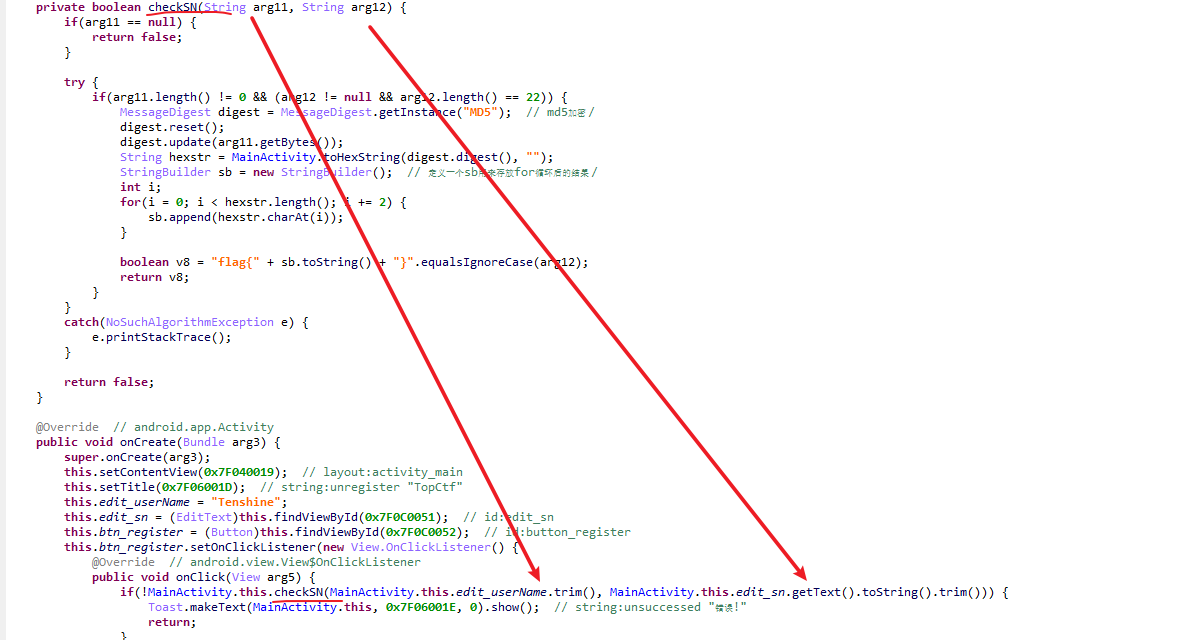 private boolean checkSN(String arg11, String arg12) {
if(arg11 == null) {
return false;
}
try {
if(arg11.length() != 0 && (arg12 != null && arg12.length() == 22)) {
MessageDigest digest = MessageDigest.getInstance("MD5");  // md5加密/
digest.reset();
digest.update(arg11.getBytes());
String hexstr = MainActivity.toHexString(digest.digest(), "");
StringBuilder sb = new StringBuilder();  // 定义一个sb用来存放for循环后的结果/
int i;
for(i = 0; i < hexstr.length(); i += 2) {
sb.append(hexstr.charAt(i));
}
boolean v8 = "flag{" + sb.toString() + "}".equalsIgnoreCase(arg12);
return v8;
}
}
catch(NoSuchAlgorithmException e) {
e.printStackTrace();
}
return false;
}
@Override  // android.app.Activity
public void onCreate(Bundle arg3) {
super.onCreate(arg3);
this.setContentView(0x7F040019);  // layout:activity_main
this.setTitle(0x7F06001D);  // string:unregister "TopCtf"
this.edit_userName = "Tenshine";
this.edit_sn = (EditText)this.findViewById(0x7F0C0051);  // id:edit_sn
this.btn_register = (Button)this.findViewById(0x7F0C0052);  // id:button_register
this.btn_register.setOnClickListener(new View.OnClickListener() {
@Override  // android.view.View$OnClickListener
public void onClick(View arg5) {
if(!MainActivity.this.checkSN(MainActivity.this.edit_userName.trim(), MainActivity.this.edit_sn.getText().toString().trim())) {
Toast.makeText(MainActivity.this, 0x7F06001E, 0).show();  // string:unsuccessed "错误!"
return;
}